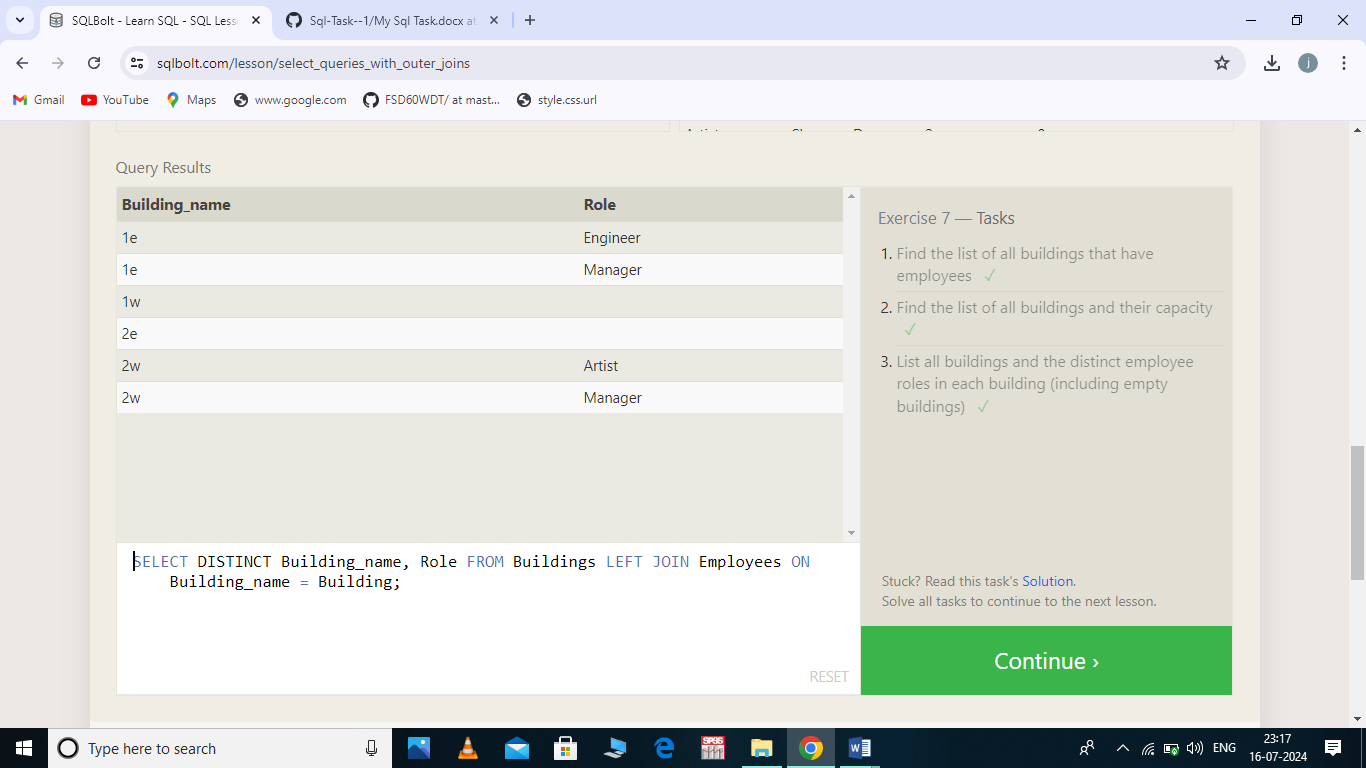 SQLBolt - Learn SQL - SQL Less
Sql-Task--1/My Sql Task.docx at
sqlbolt.com/lesson/select_queries_with_outer_joins
j
Gmail YouTube Maps www.google.com FSD60WDT/ at mast... style.css.url
Query Results
Building_name Role
1e Engineer
1e Manager
1w
2e
2w Artist
2w Manager
SELECT DISTINCT Building_name, Role FROM Buildings LEFT JOIN Employees ON
Building_name = Building;
RESET
Exercise 7 — Tasks
1. Find the list of all buildings that have
employees ✓
2. Find the list of all buildings and their capacity
✓
3. List all buildings and the distinct employee
roles in each building (including empty
buildings) ✓
Stuck? Read this task's Solution.
Solve all tasks to continue to the next lesson.
Continue ›
Type here to search
SPSS
ENG
23:17
16-07-2024